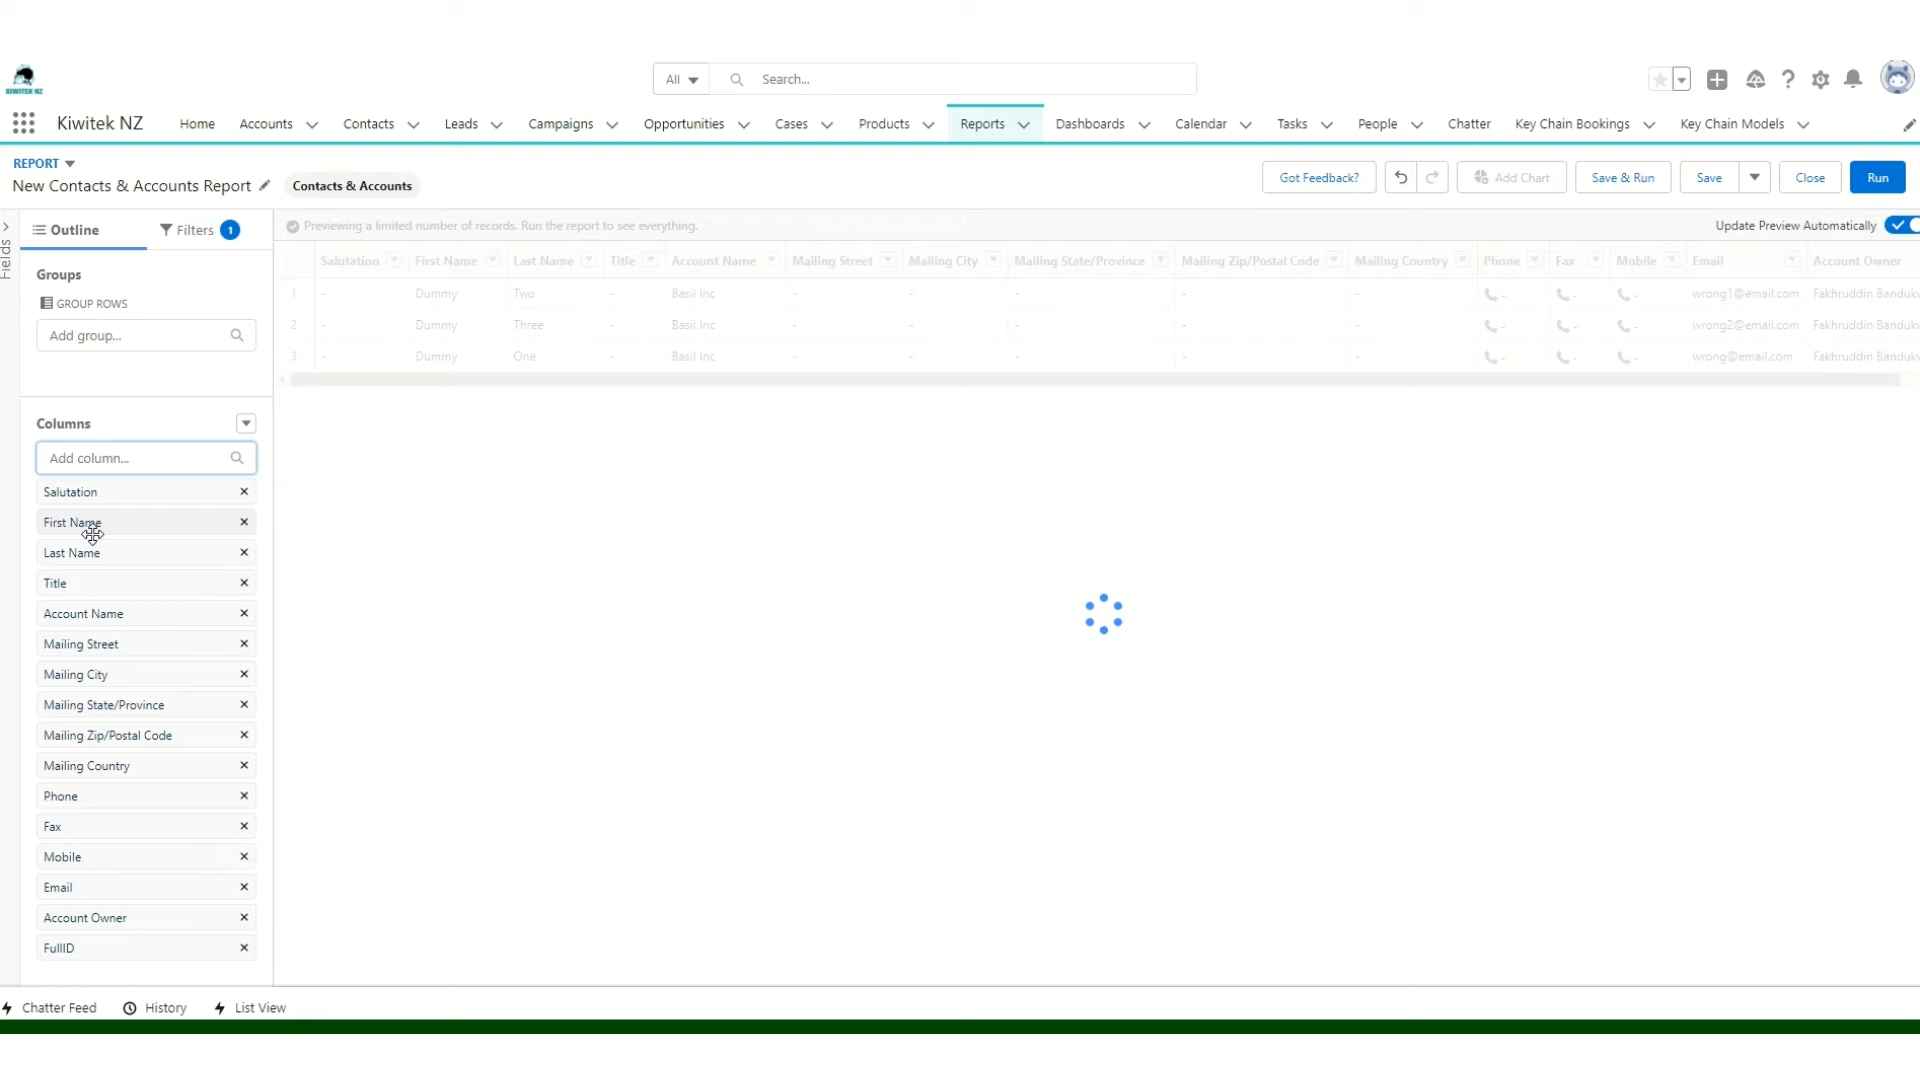 KIWITEK NZ
All
Search...
Kiwitek NZ
Home
Accounts
Contacts
Leads
Campaigns
Opportunities
Cases
Products
Reports
Dashboards
Calendar
Tasks
People
Chatter
Key Chain Bookings
Key Chain Models
REPORT
New Contacts & Accounts Report
Contacts & Accounts
Got Feedback?
Add Chart
Save & Run
Save
Close
Run
Fields
Outline
Filters 1
Previewing a limited number of records. Run the report to see everything.
Update Preview Automatically
Groups
GROUP ROWS
Add group...
Salutation First Name Last Name Title Account Name Mailing Street Mailing City Mailing State/Province Mailing Zip/Postal Code Mailing Country Phone Fax Mobile Email Account Owner
1 - Dummy Two - Basil Inc - - - - - - - - wrong1@email.com Fakhruddin
2 - Dummy Three - Basil Inc - - - - - - - - wrong2@email.com Fakhruddin
3 - Dummy One - Basil Inc - - - - - - - - wrong@email.com Fakhruddin
Columns
Add column...
Salutation
First Name
Last Name
Title
Account Name
Mailing Street
Mailing City
Mailing State/Province
Mailing Zip/Postal Code
Mailing Country
Phone
Fax
Mobile
Email
Account Owner
FullID
Chatter Feed
History
List View